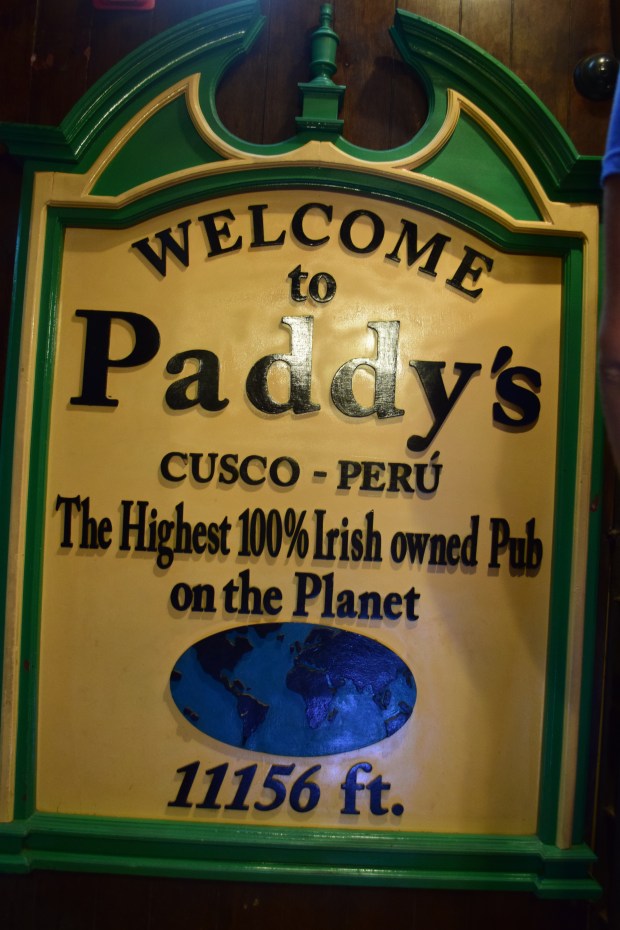 WELCOME
to
Paddy's
CUSCO - PERÚ
The Highest 100% Irish owned Pub
on the Planet
11156 ft.